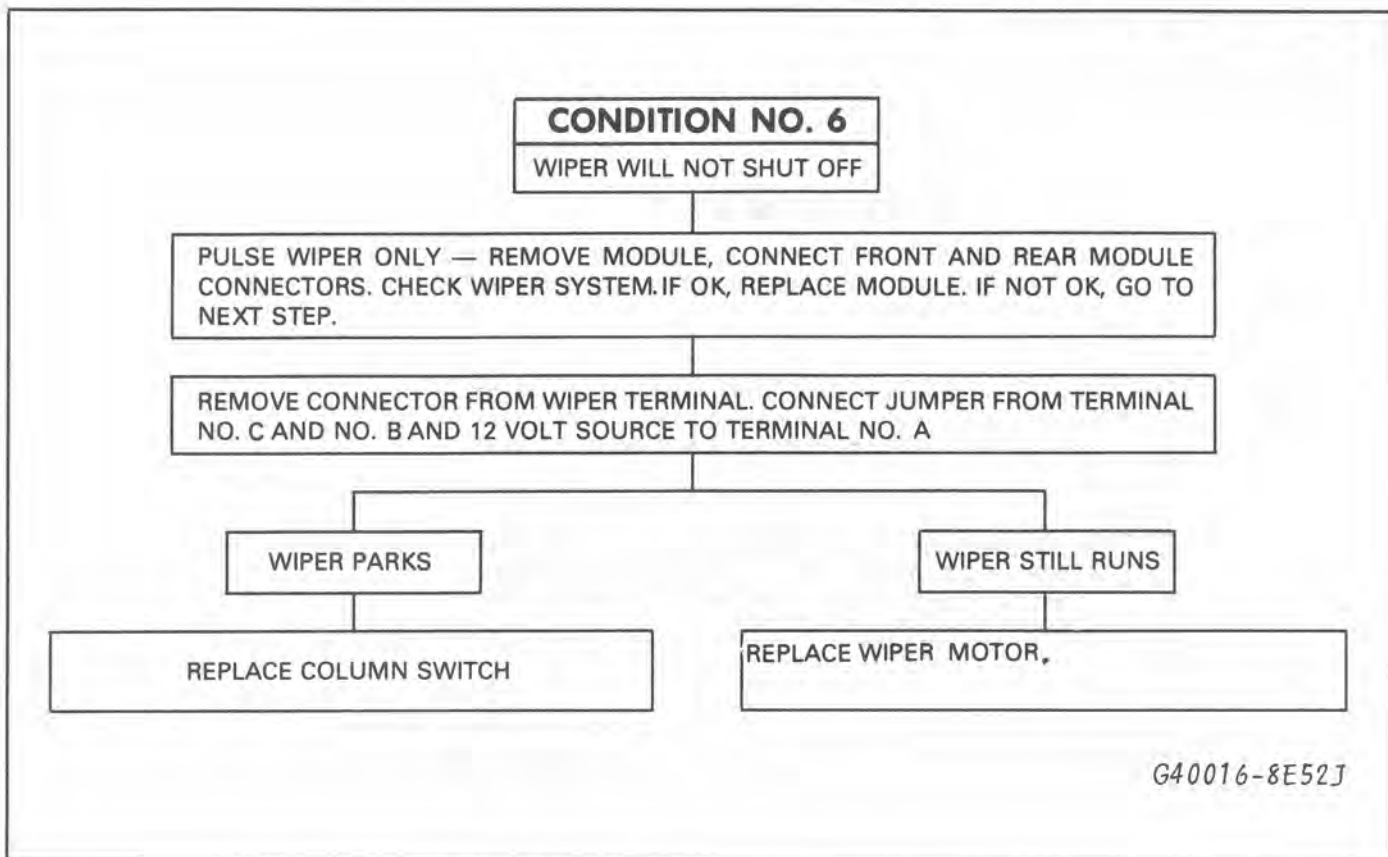 CONDITION NO. 6
WIPER WILL NOT SHUT OFF
PULSE WIPER ONLY — REMOVE MODULE, CONNECT FRONT AND REAR MODULE
CONNECTORS. CHECK WIPER SYSTEM. IF OK, REPLACE MODULE. IF NOT OK, GO TO
NEXT STEP.
REMOVE CONNECTOR FROM WIPER TERMINAL. CONNECT JUMPER FROM TERMINAL
NO. C AND NO. B AND 12 VOLT SOURCE TO TERMINAL NO. A
WIPER PARKS
WIPER STILL RUNS
REPLACE COLUMN SWITCH
REPLACE WIPER MOTOR.
G40016-8E52J